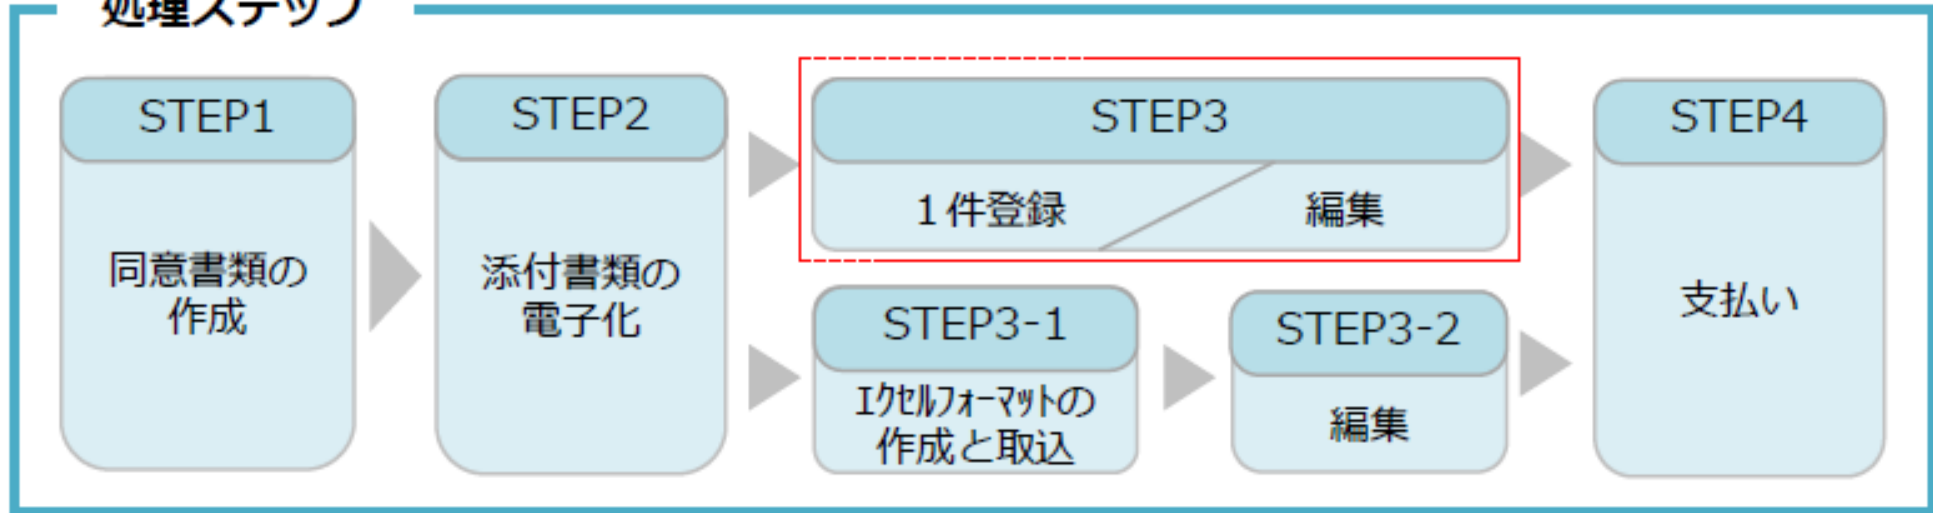 処理ステップ
STEP1
同意書類の
作成
STEP2
添付書類の
電子化
STEP3
１件登録
編集
STEP3-1
ｴｸｾﾙﾌｫｰﾏｯﾄの
作成と取込
STEP3-2
編集
STEP4
支払い